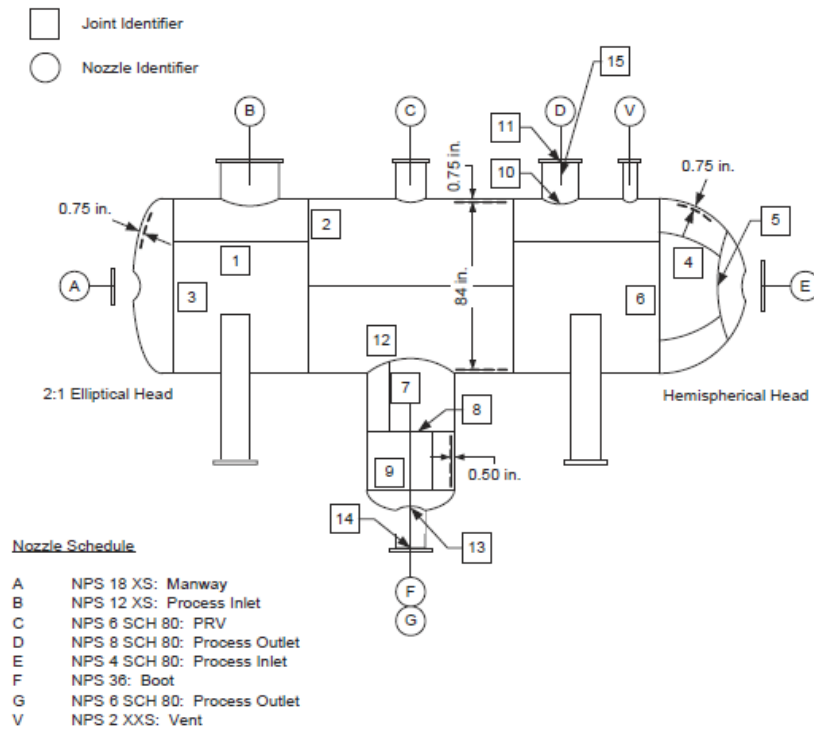 Joint Identifier
Nozzle Identifier
B
C
D
V
15
11
10
0.75 in.
0.75 in.
0.75 in.
2
5
1
4
A
3
84 in.
6
E
12
2:1 Elliptical Head
7
Hemispherical Head
8
9
0.50 in.
14
13
F
G
Nozzle Schedule
A NPS 18 XS: Manway
B NPS 12 XS: Process Inlet
C NPS 6 SCH 80: PRV
D NPS 8 SCH 80: Process Outlet
E NPS 4 SCH 80: Process Inlet
F NPS 36: Boot
G NPS 6 SCH 80: Process Outlet
V NPS 2 XXS: Vent